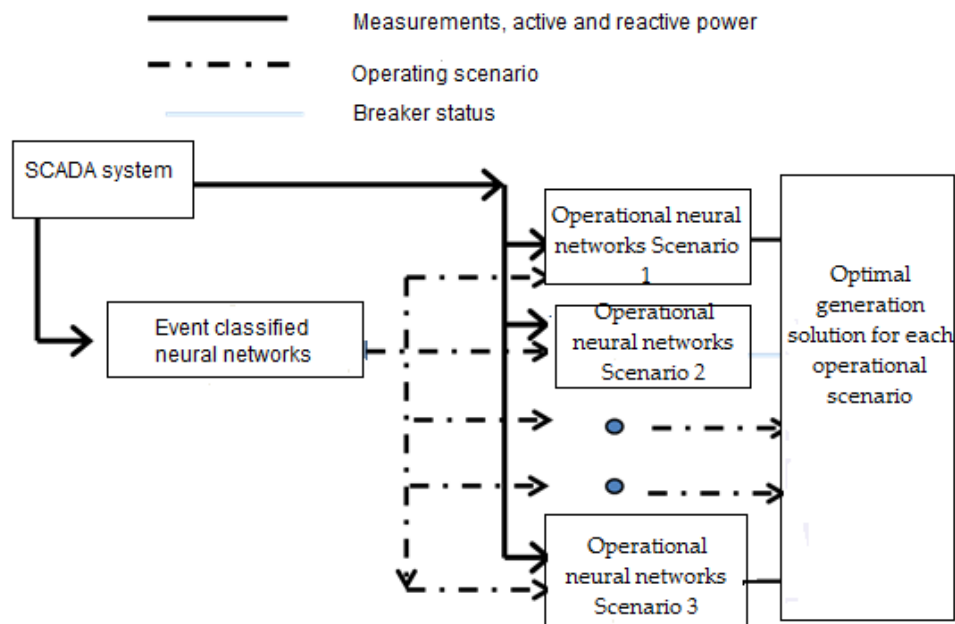 Measurements, active and reactive power
Operating scenario
Breaker status
SCADA system
Operational neural
networks Scenario
1
Event classified
neural networks
Operational
neural networks
Scenario 2
Optimal
generation
solution for each
operational
scenario
Operational
neural networks
Scenario 3